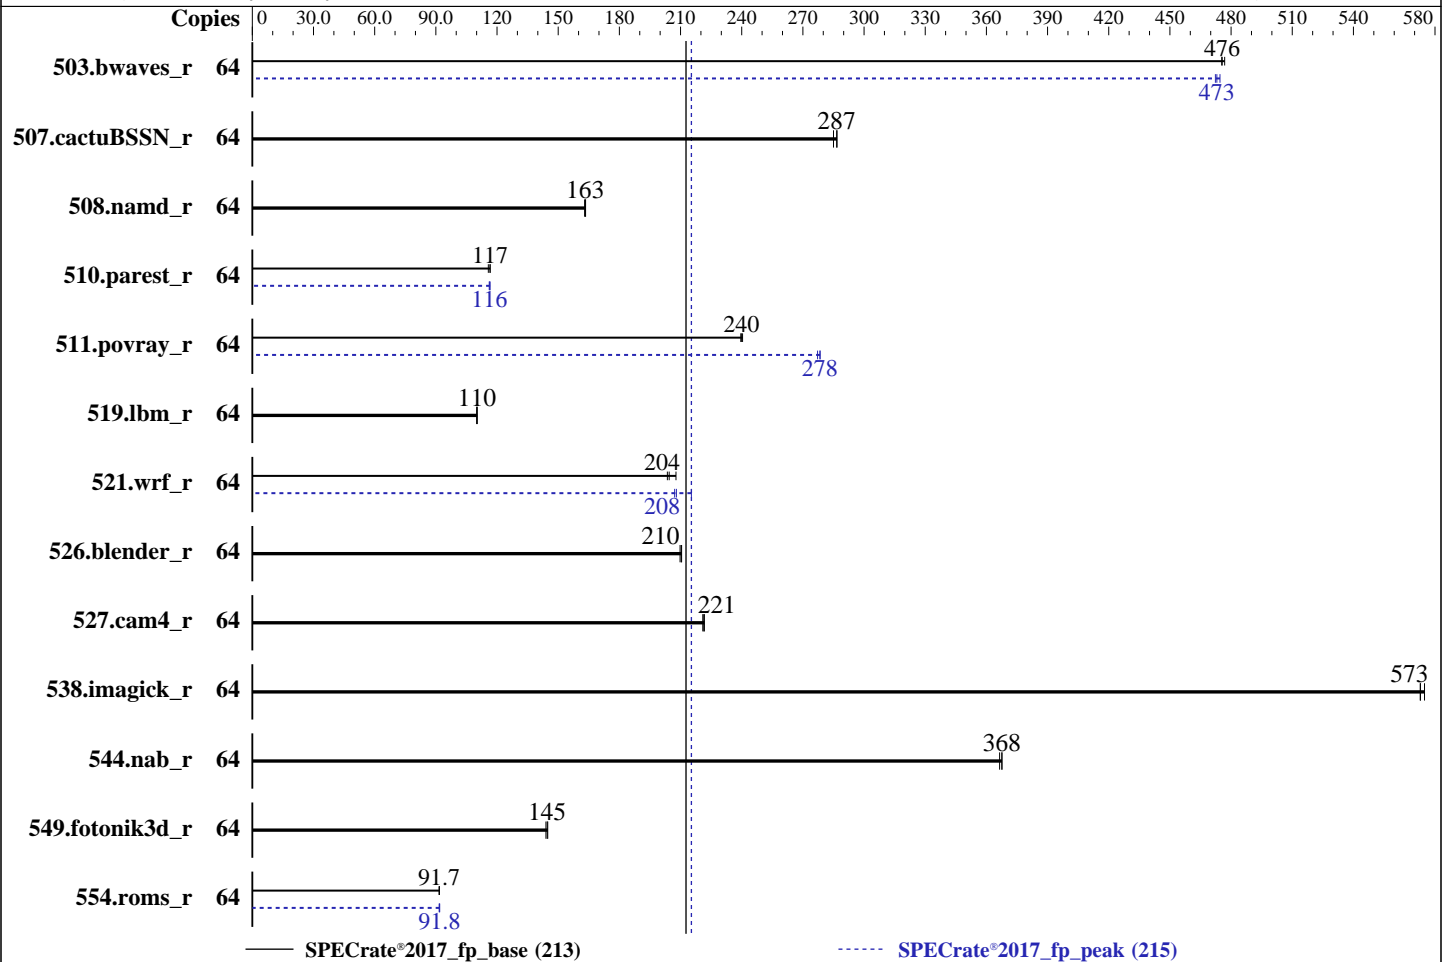 Copies 0 30.0 60.0 90.0 120 150 180 210 240 270 300 330 360 390 420 450 480 510 540 580
503.bwaves_r 64 476
473
507.cactuBSSN_r 64 287
508.namd_r 64 163
510.parest_r 64 117
116
511.povray_r 64 240
278
519.lbm_r 64 110
521.wrf_r 64 204
208
526.blender_r 64 210
527.cam4_r 64 221
538.imagick_r 64 573
544.nab_r 64 368
549.fotonik3d_r 64 145
554.roms_r 64 91.7
91.8
SPECrate®2017_fp_base (213) SPECrate®2017_fp_peak (215)